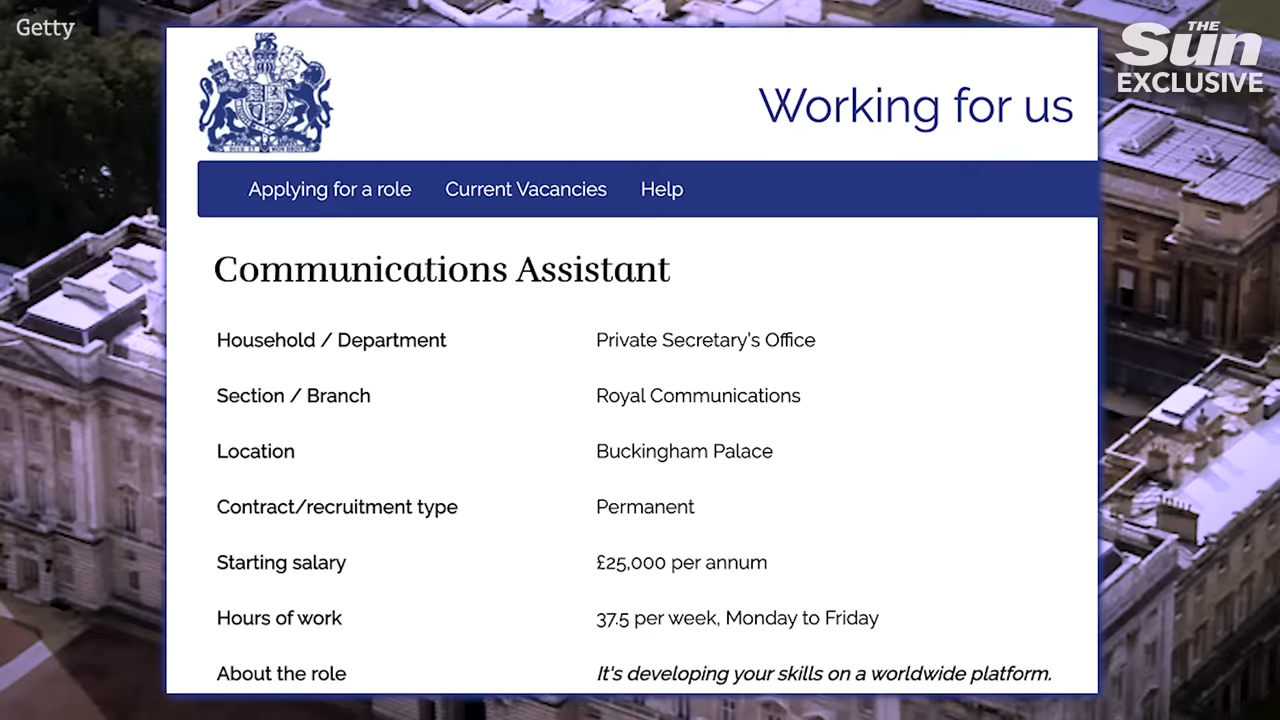 Getty
THE
Sun
EXCLUSIVE
Working for us
Applying for a role Current Vacancies Help
Communications Assistant
Household / Department Private Secretary's Office
Section / Branch Royal Communications
Location Buckingham Palace
Contract/recruitment type Permanent
Starting salary £25,000 per annum
Hours of work 37.5 per week, Monday to Friday
About the role It's developing your skills on a worldwide platform.